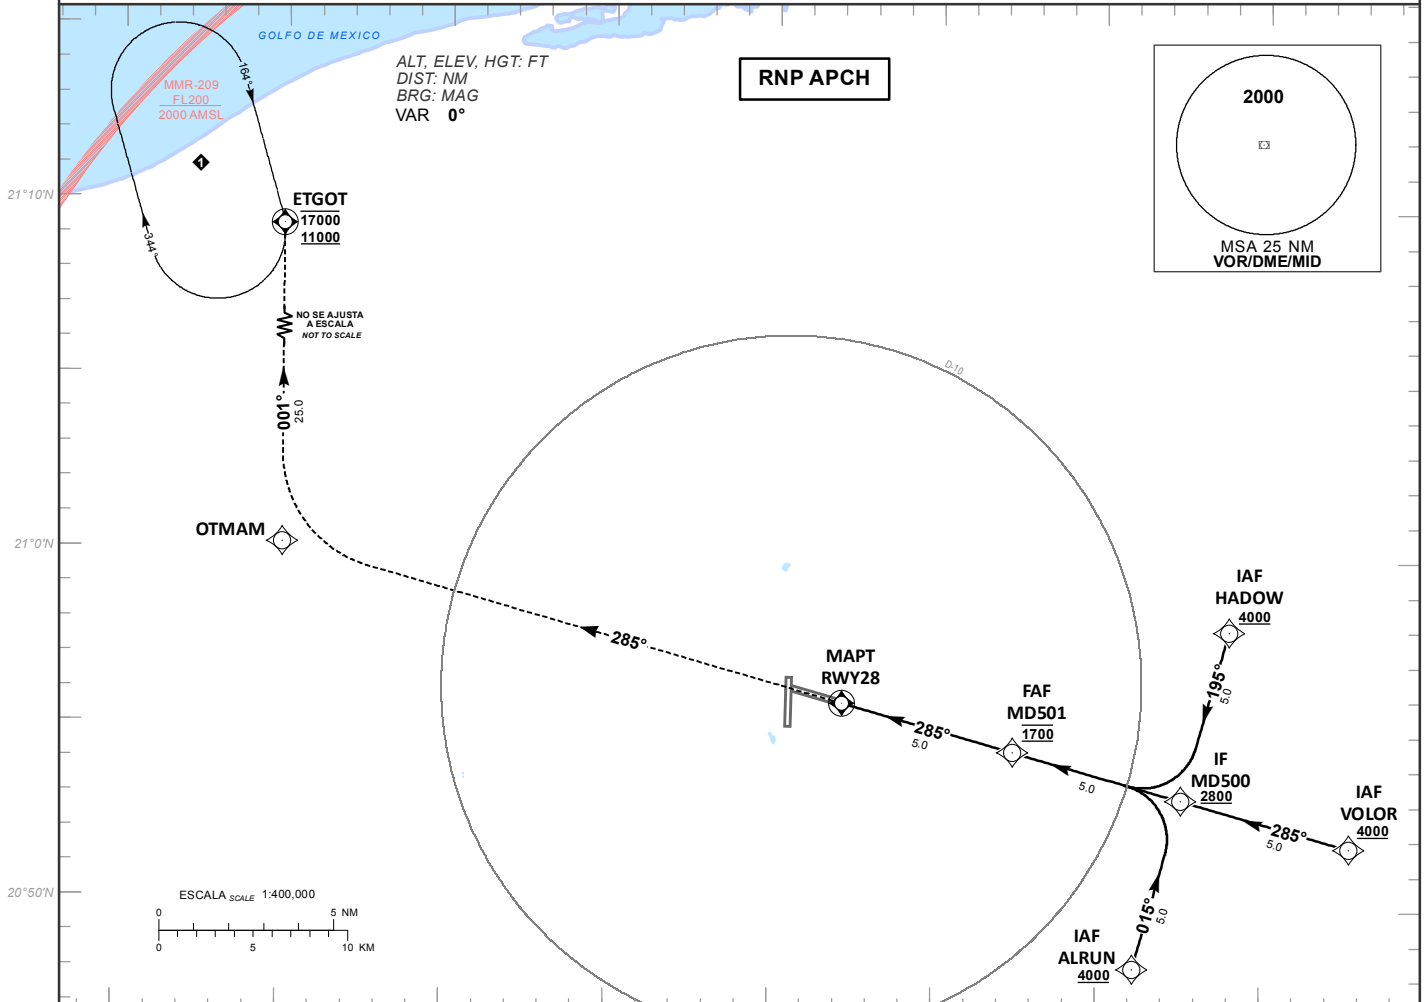 GOLFO DE MEXICO
ALT, ELEV, HGT: FT
DIST: NM
BRG: MAG
VAR 0°
RNP APCH
2000
MSA 25 NM
VOR/DME/MID
MMR-209
FL200
2000 AMSL
164°
1
21°10'N
ETGOT
17000
11000
344°
NO SE AJUSTA
A ESCALA
NOT TO SCALE
D-10
001°
25.0
OTMAM
21°0'N
285°
IAF
HADOW
4000
195°
5.0
MAPT
RWY28
FAF
MD501
1700
285°
5.0
IF
MD500
2800
5.0
IAF
VOLOR
4000
285°
5.0
20°50'N
ESCALA SCALE 1:400,000
0 5 NM
0 5 10 KM
015°
5.0
IAF
ALRUN
4000